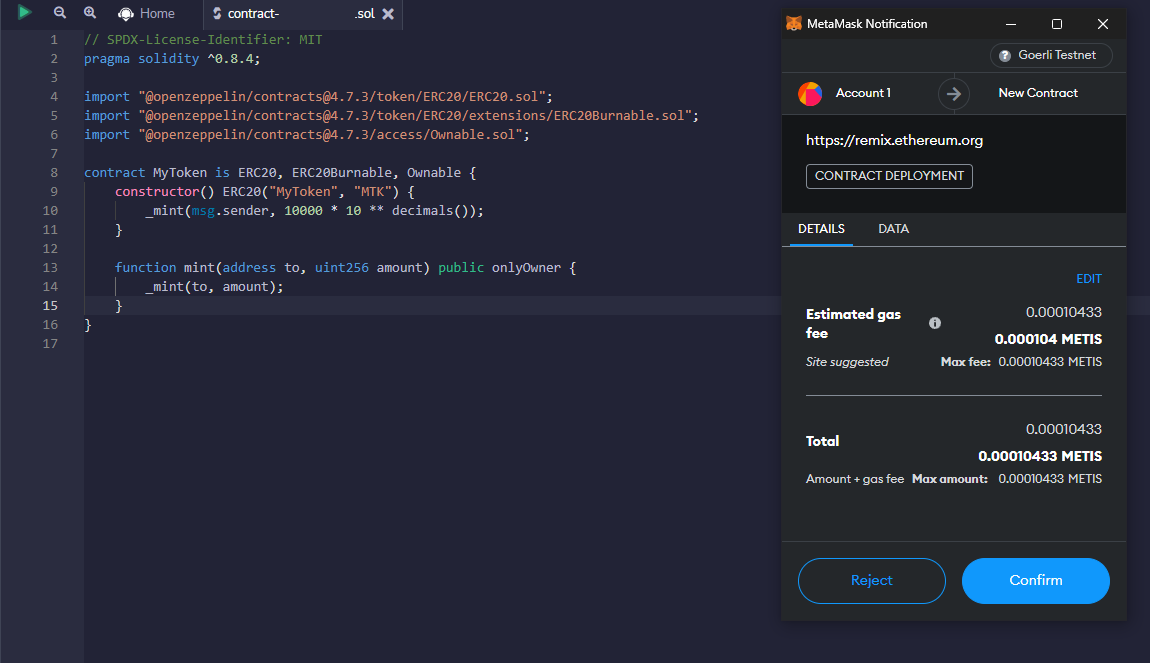 Home
contract- .sol
1 // SPDX-License-Identifier: MIT
2 pragma solidity ^0.8.4;
3
4 import "@openzeppelin/contracts@4.7.3/token/ERC20/ERC20.sol";
5 import "@openzeppelin/contracts@4.7.3/token/ERC20/extensions/ERC20Burnable.sol";
6 import "@openzeppelin/contracts@4.7.3/access/Ownable.sol";
7
8 contract MyToken is ERC20, ERC20Burnable, Ownable {
9 constructor() ERC20("MyToken", "MTK") {
10 _mint(msg.sender, 10000 * 10 ** decimals());
11 }
12
13 function mint(address to, uint256 amount) public onlyOwner {
14 _mint(to, amount);
15 }
16 }
17
MetaMask Notification
Goerli Testnet
Account 1
New Contract
https://remix.ethereum.org
CONTRACT DEPLOYMENT
DETAILS DATA
EDIT
Estimated gas fee
0.00010433
0.000104 METIS
Site suggested
Max fee: 0.00010433 METIS
Total
0.00010433
0.00010433 METIS
Amount + gas fee Max amount: 0.00010433 METIS
Reject
Confirm